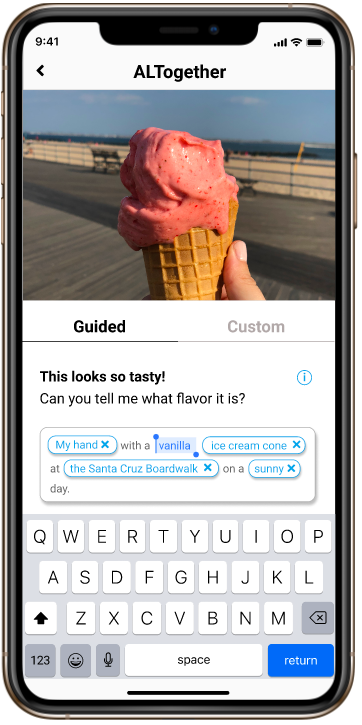 9:41
ALTogether
Guided Custom
This looks so tasty!
Can you tell me what flavor it is?
My hand with a vanilla ice cream cone
at the Santa Cruz Boardwalk on a sunny
day.
Q W E R T Y U I O P
A S D F G H J K L
Z X C V B N M
123 space return